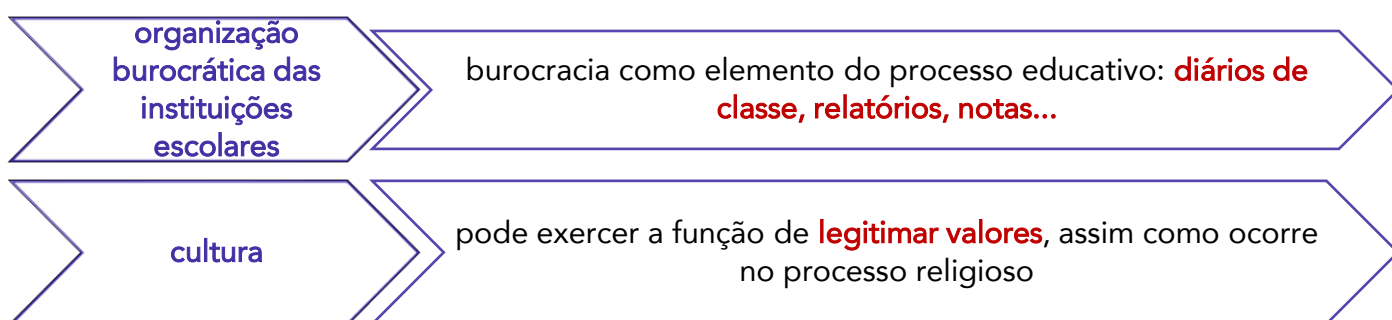 organização
burocrática das
instituições
escolares
burocracia como elemento do processo educativo: diários de
classe, relatórios, notas...
cultura
pode exercer a função de legitimar valores, assim como ocorre
no processo religioso